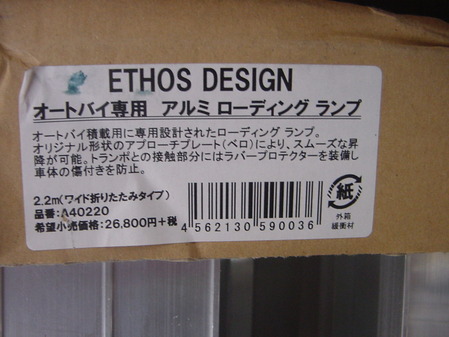 ETHOS DESIGN
オートバイ専用 アルミ ローディング ランプ
オートバイ積載用に専用設計されたローディング ランプ。
オリジナル形状のアプローチプレート(ベロ)により、スムーズな昇
降が可能。トランポとの接触部分にはラバープロテクターを装備し
車体の傷付きを防止。
2.2m(ワイド折りたたみタイプ)
品番:A40220
希望小売価格:26,800円+税
4 562130 590036
紙
外箱
緩衝材